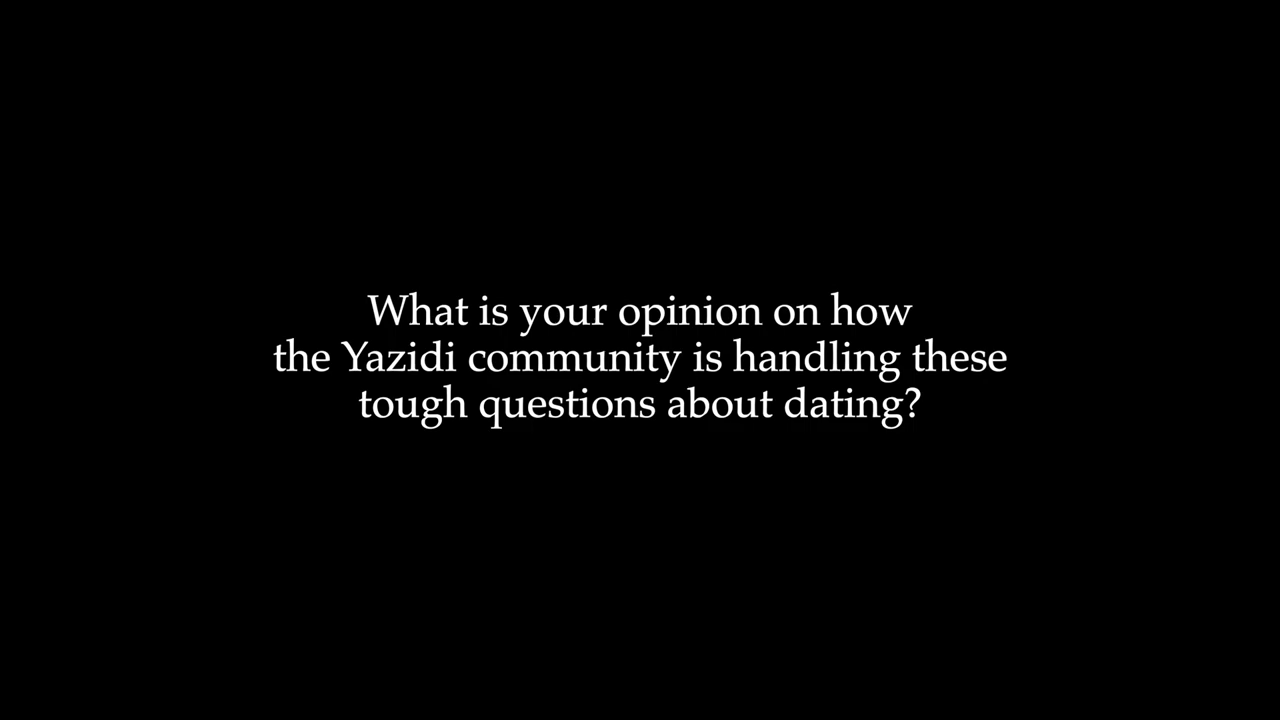 What is your opinion on how
the Yazidi community is handling these
tough questions about dating?